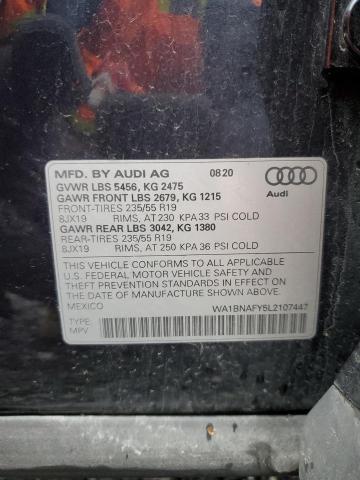 MFD. BY AUDI AG 08 20
GVWR LBS 5456, KG 2475
GAWR FRONT LBS 2679, KG 1215
FRONT-TIRES 235/55 R19
8JX19 RIMS, AT 230 KPA 33 PSI COLD
GAWR REAR LBS 3042, KG 1380
REAR-TIRES 235/55 R19
8JX19 RIMS, AT 250 KPA 36 PSI COLD
Audi
THIS VEHICLE CONFORMS TO ALL APPLICABLE
U.S. FEDERAL MOTOR VEHICLE SAFETY AND
THEFT PREVENTION STANDARDS IN EFFECT ON
THE DATE OF MANUFACTURE SHOWN ABOVE.
MEXICO WA1BNAFY5L2107447
TYPE:
MPV